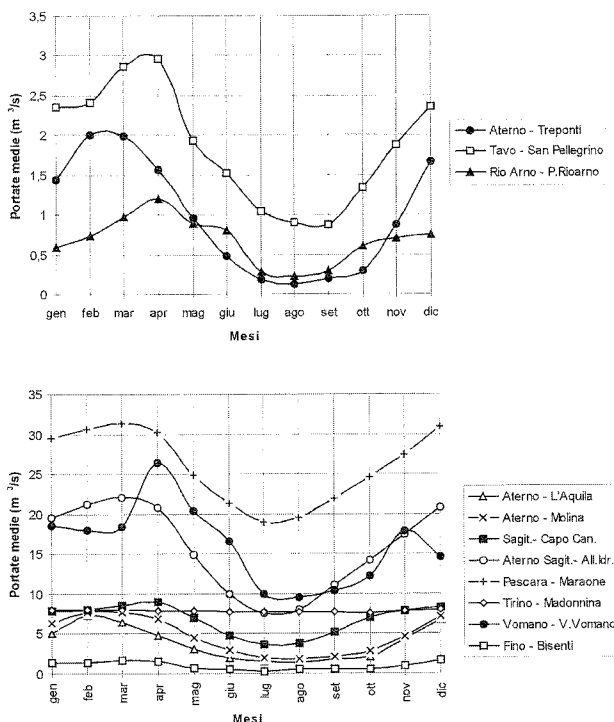 Portate medie (m ³/s)
3,5
3
2,5
2
1,5
1
0,5
0
gen feb mar apr mag giu lug ago set ott nov dic
Mesi
Aterno - Treponti
Tavo - San Pellegrino
Rio Arno - P.Rioarno
Portate medie (m ³/s)
35
30
25
20
15
10
5
0
gen feb mar apr mag giu lug ago set ott nov dic
Mesi
Aterno - L'Aquila
Aterno - Molina
Sagit.- Capo Can.
Aterno Sagit.- All.Idr.
Pescara - Maraone
Tirino - Madonnina
Vomano - V.Vomano
Fino - Bisenti